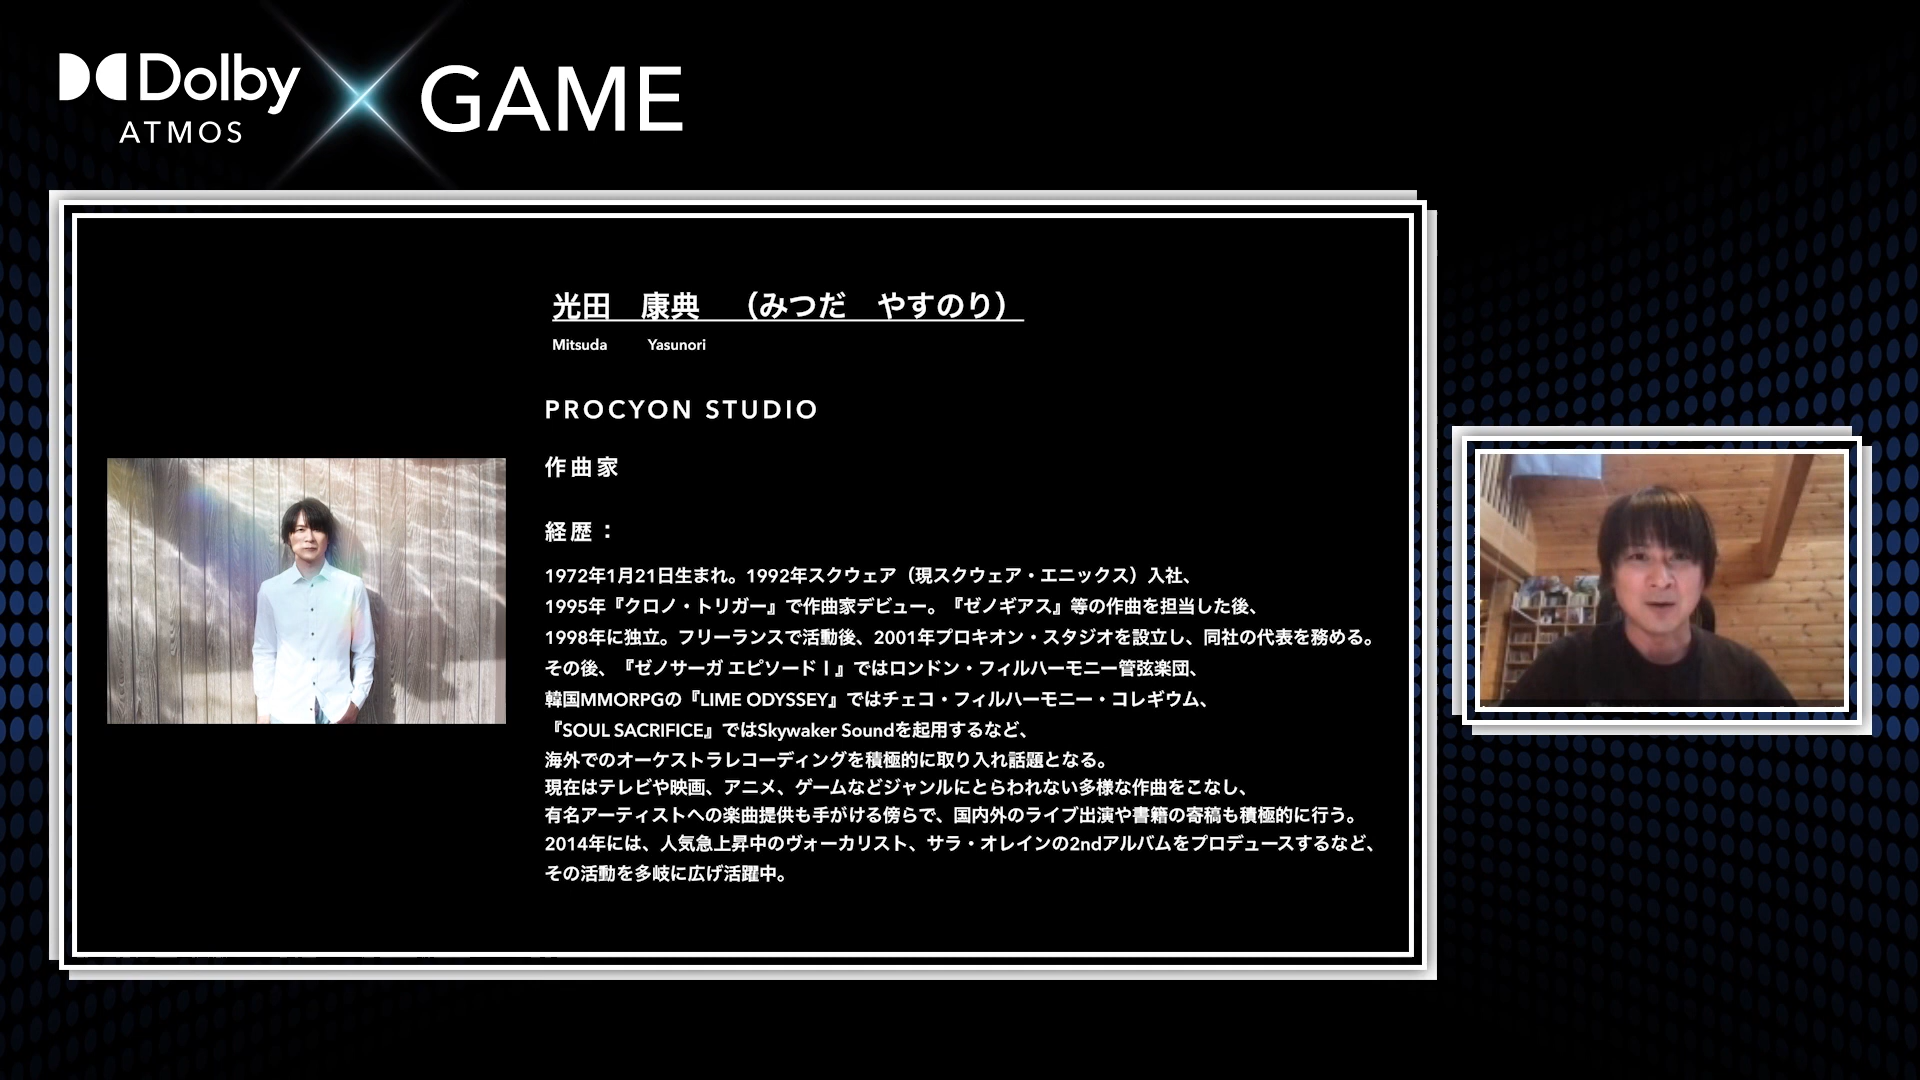 Dolby
ATMOS
GAME
光田　康典　（みつだ　やすのり）
Mitsuda Yasunori
PROCYON STUDIO
作曲家
経歴：
1972年1月21日生まれ。1992年スクウェア（現スクウェア・エニックス）入社、
1995年『クロノ・トリガー』で作曲家デビュー。『ゼノギアス』等の作曲を担当した後、
1998年に独立。フリーランスで活動後、2001年プロキオン・スタジオを設立し、同社の代表を務める。
その後、『ゼノサーガ エピソードⅠ』ではロンドン・フィルハーモニー管弦楽団、
韓国MMORPGの『LIME ODYSSEY』ではチェコ・フィルハーモニー・コレギウム、
『SOUL SACRIFICE』ではSkywaker Soundを起用するなど、
海外でのオーケストラレコーディングを積極的に取り入れ話題となる。
現在はテレビや映画、アニメ、ゲームなどジャンルにとらわれない多様な作曲をこなし、
有名アーティストへの楽曲提供も手がける傍らで、国内外のライブ出演や書籍の寄稿も積極的に行う。
2014年には、人気急上昇中のヴォーカリスト、サラ・オレインの2ndアルバムをプロデュースするなど、
その活動を多岐に広げ活躍中。